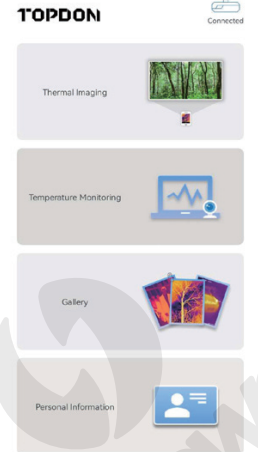 TOPDON
Connected
Thermal Imaging
Temperature Monitoring
Gallery
Personal Information